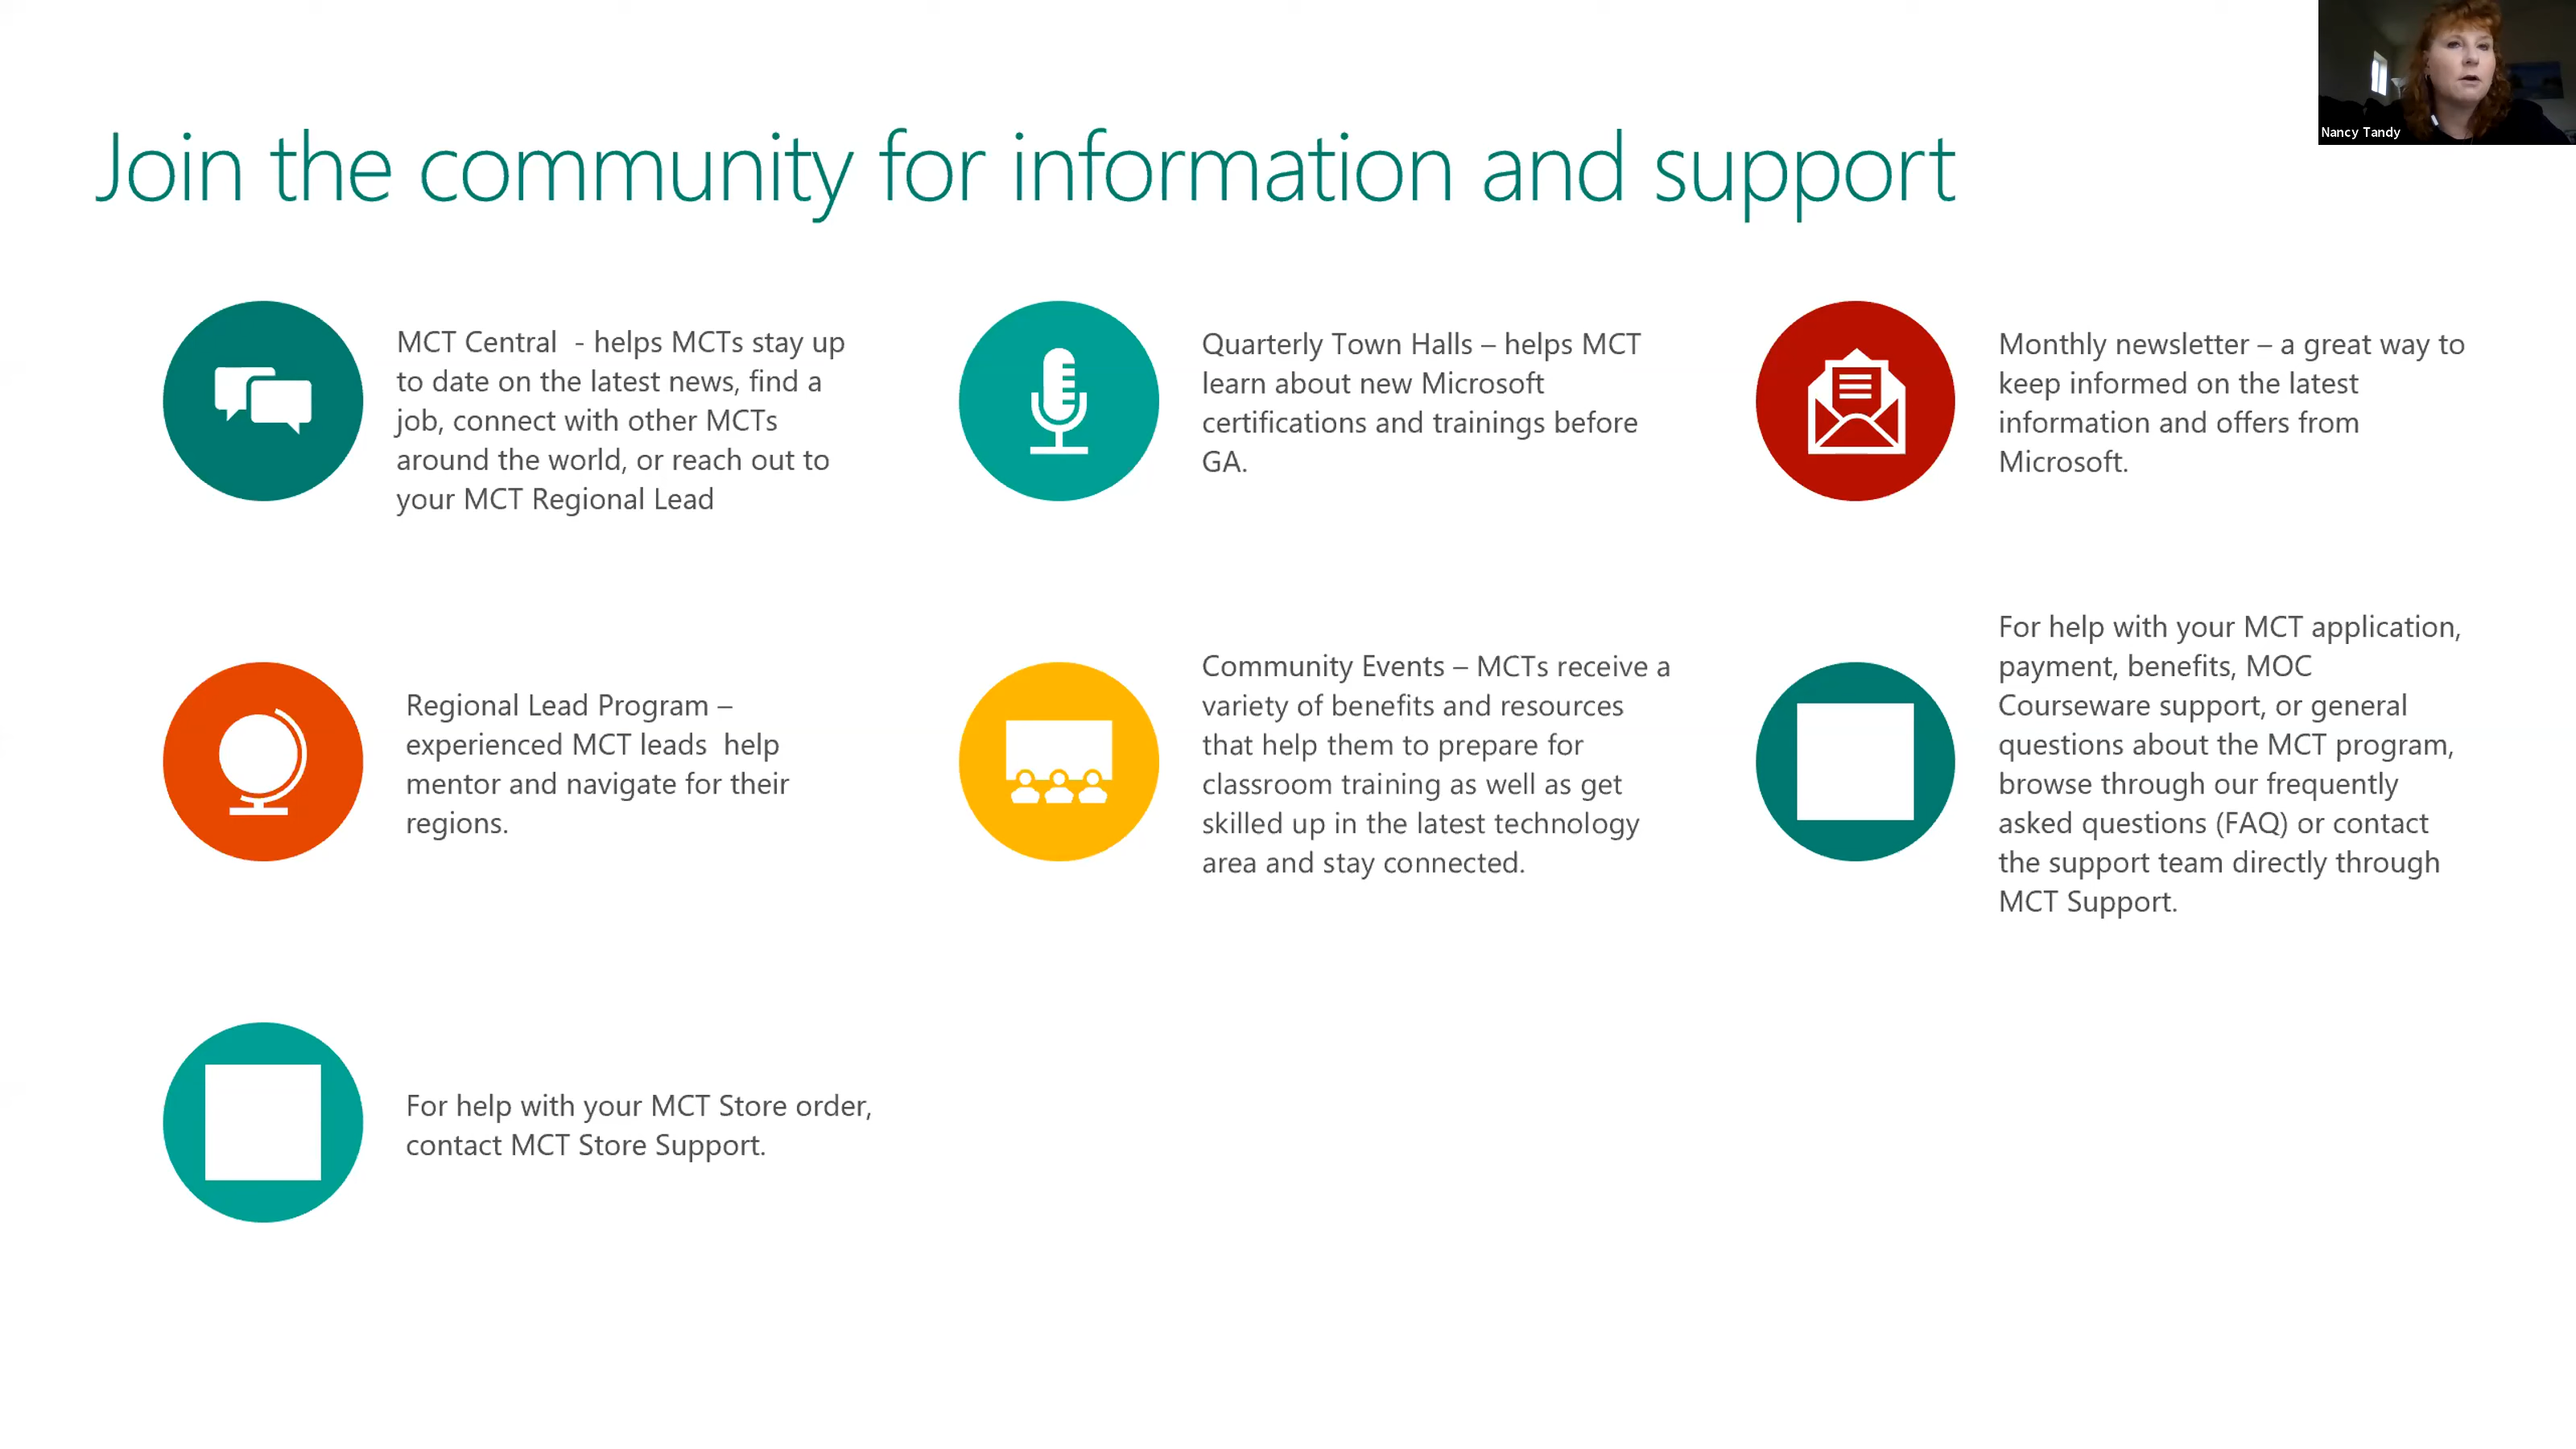 Nancy Tandy
Join the community for information and support
MCT Central  - helps MCTs stay up
to date on the latest news, find a
job, connect with other MCTs
around the world, or reach out to
your MCT Regional Lead
Quarterly Town Halls – helps MCT
learn about new Microsoft
certifications and trainings before
GA.
Monthly newsletter – a great way to
keep informed on the latest
information and offers from
Microsoft.
Regional Lead Program –
experienced MCT leads  help
mentor and navigate for their
regions.
Community Events – MCTs receive a
variety of benefits and resources
that help them to prepare for
classroom training as well as get
skilled up in the latest technology
area and stay connected.
For help with your MCT application,
payment, benefits, MOC
Courseware support, or general
questions about the MCT program,
browse through our frequently
asked questions (FAQ) or contact
the support team directly through
MCT Support.
For help with your MCT Store order,
contact MCT Store Support.